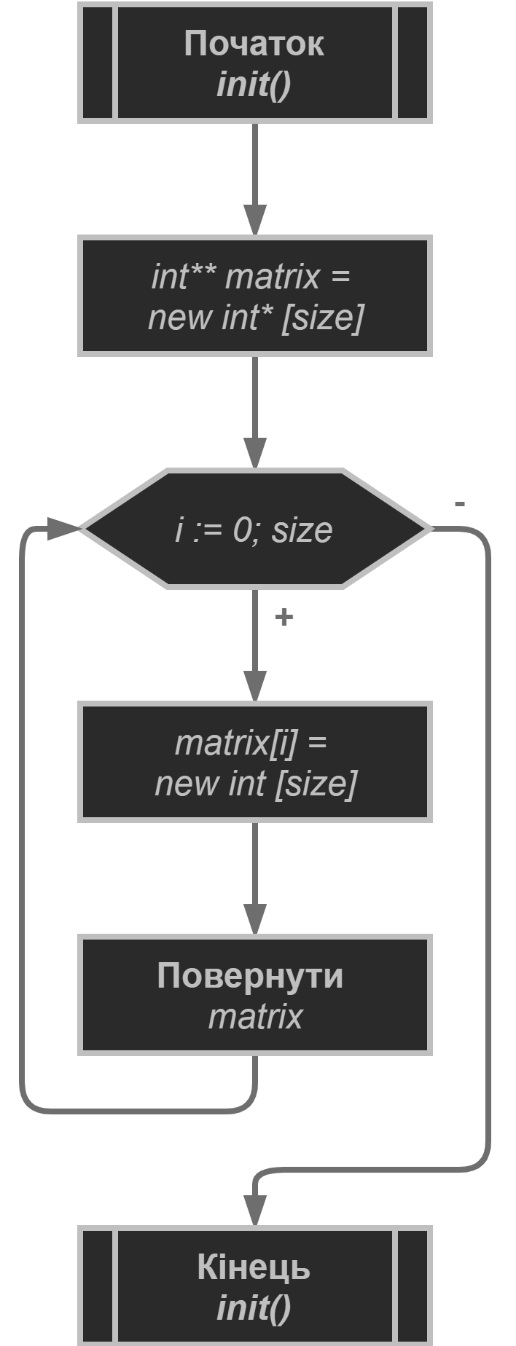 Початок
init()
int** matrix =
new int* [size]
i := 0; size
-
+
matrix[i] =
new int [size]
Повернути
matrix
Кінець
init()